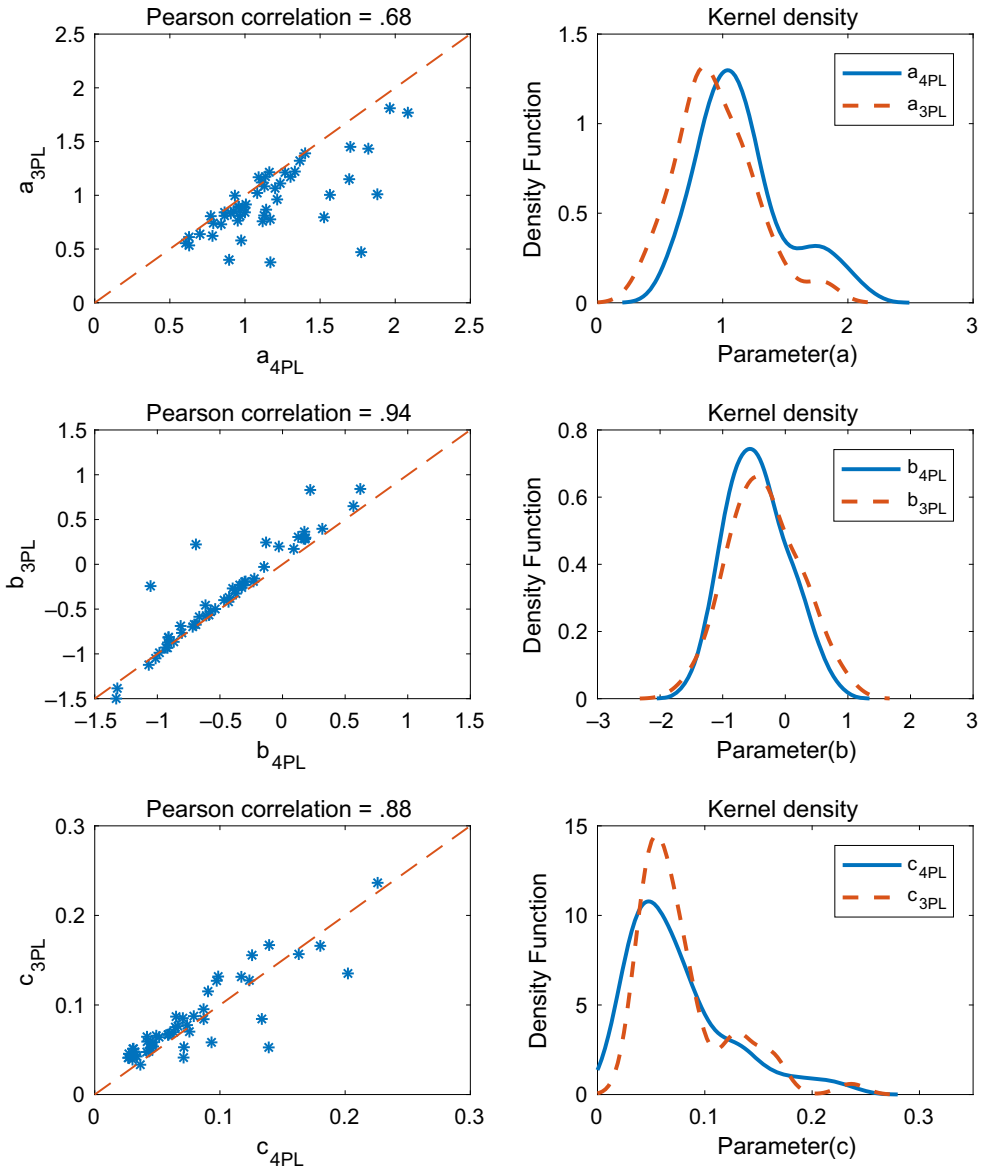 Pearson correlation = .68
2.5
2
1.5
1
0.5
0
0 0.5 1 1.5 2 2.5
a3PL
a4PL
Kernel density
1.5
1
0.5
0
0 1 2 3
Density Function
Parameter(a)
a4PL
a3PL
Pearson correlation = .94
1.5
1
0.5
0
–0.5
–1
–1.5
–1.5 –1 –0.5 0 0.5 1 1.5
b3PL
b4PL
Kernel density
0.8
0.6
0.4
0.2
0
–3 –2 –1 0 1 2 3
Density Function
Parameter(b)
b4PL
b3PL
Pearson correlation = .88
0.3
0.2
0.1
0
0 0.1 0.2 0.3
c3PL
c4PL
Kernel density
15
10
5
0
0 0.1 0.2 0.3
Density Function
Parameter(c)
c4PL
c3PL